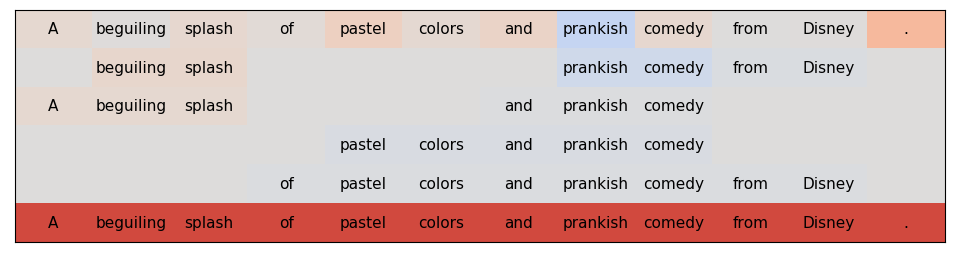 A beguiling splash of pastel colors and prankish comedy from Disney .
beguiling splash prankish comedy from Disney
A beguiling splash and prankish comedy
pastel colors and prankish comedy
of pastel colors and prankish comedy from Disney
A beguiling splash of pastel colors and prankish comedy from Disney .